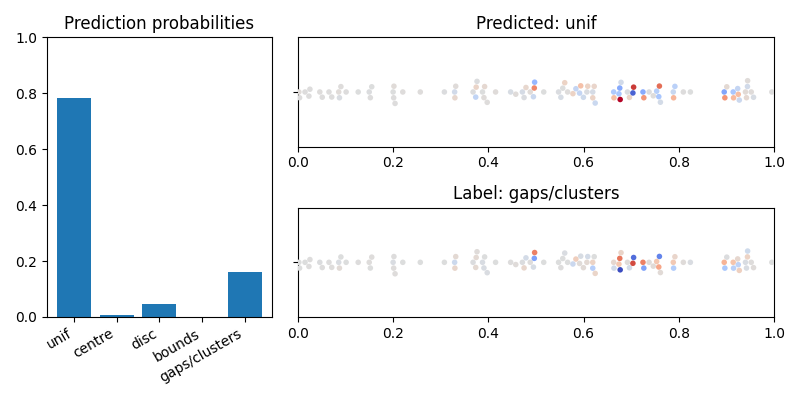 Prediction probabilities
1.0
0.8
0.6
0.4
0.2
0.0
unif
centre
disc
bounds
gaps/clusters
Predicted: unif
0.0 0.2 0.4 0.6 0.8 1.0
Label: gaps/clusters
0.0 0.2 0.4 0.6 0.8 1.0